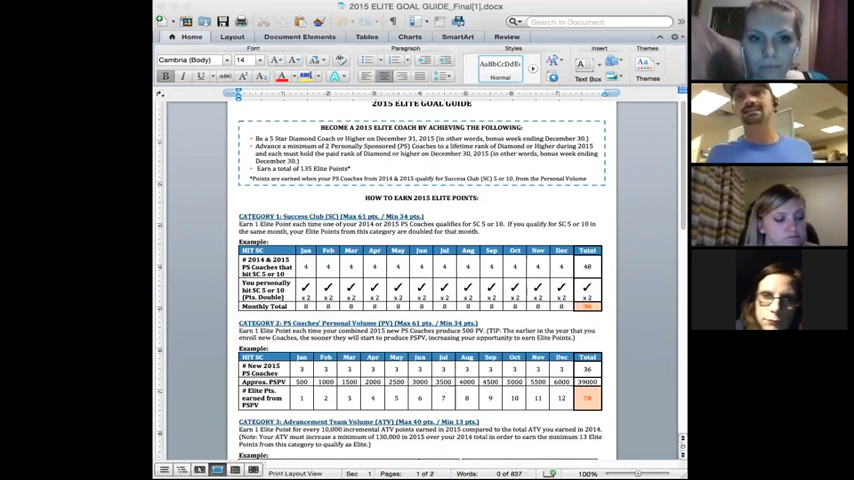 2015 ELITE GOAL GUIDE_Final[1].docx
Search in Document
Home Layout Document Elements Tables Charts SmartArt Review
Font Paragraph Styles Insert Themes
Cambria (Body) 14
AaBbCcDdEe
Normal
Text Box
Themes
2015 ELITE GOAL GUIDE
BECOME A 2015 ELITE COACH BY ACHIEVING THE FOLLOWING:
• Be a 5 Star Diamond Coach or Higher on December 31, 2015 (in other words, bonus week ending December 30.)
• Advance a minimum of 2 Personally Sponsored (PS) Coaches to a lifetime rank of Diamond or Higher during 2015
and each must hold the paid rank of Diamond or higher on December 30, 2015 (in other words, bonus week ending
December 30.)
• Earn a total of 135 Elite Points*
*Points are earned when your PS Coaches from 2014 & 2015 qualify for Success Club (SC) 5 or 10, from the Personal Volume
HOW TO EARN 2015 ELITE POINTS:
CATEGORY 1: Success Club (SC) (Max 61 pts. / Min 34 pts.)
Earn 1 Elite Point each time one of your 2014 or 2015 PS Coaches qualifies for SC 5 or 10. If you qualify for SC 5 or 10 in
the same month, your Elite Points from this category are doubled for that month.
Example:
HIT SC Jan Feb Mar Apr May Jun Jul Aug Sep Oct Nov Dec Total
# 2014 & 2015
PS Coaches that 4 4 4 4 4 4 4 4 4 4 4 4 48
hit SC 5 or 10
You personally
hit SC 5 or 10 ✓ ✓ ✓ ✓ ✓ ✓ ✓ ✓ ✓ ✓ ✓ ✓ ✓
(Pts. Double) x 2 x 2 x 2 x 2 x 2 x 2 x 2 x 2 x 2 x 2 x 2 x 2 x 2
Monthly Total 8 8 8 8 8 8 8 8 8 8 8 8 96
CATEGORY 2: PS Coaches' Personal Volume (PV) (Max 61 pts. / Min 34 pts.)
Earn 1 Elite Point each time your combined 2015 new PS Coaches produce 500 PV. (TIP: The earlier in the year that you
enroll new Coaches, the sooner they will start to produce PSPV, increasing your opportunity to earn Elite Points.)
Example:
HIT SC Jan Feb Mar Apr May Jun Jul Aug Sep Oct Nov Dec Total
# New 2015
PS Coaches 3 3 3 3 3 3 3 3 3 3 3 3 36
Approx. PSPV 500 1000 1500 2000 2500 3000 3500 4000 4500 5000 5500 6000 39000
# Elite Pts.
earned from 1 2 3 4 5 6 7 8 9 10 11 12 78
PSPV
CATEGORY 3: Advancement Team Volume (ATV) (Max 40 pts. / Min 13 pts.)
Earn 1 Elite Point for every 10,000 incremental ATV points earned in 2015 compared to the total ATV you earned in 2014.
(Note: Your ATV must increase a minimum of 130,000 in 2015 over your 2014 total in order to earn the minimum 13 Elite
Points from this category to qualify as Elite.)
Example:
Print Layout View Sec 1 Pages: 1 of 2 Words: 0 of 837 100%